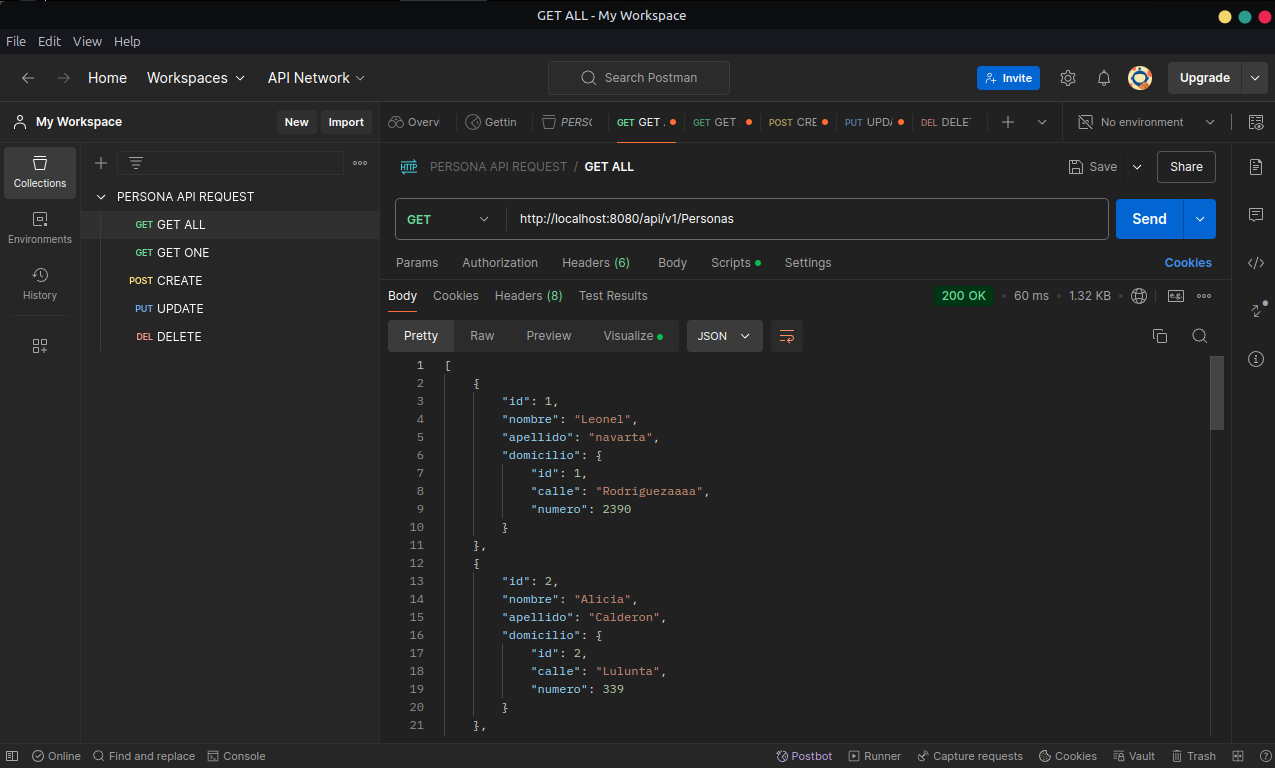 GET ALL - My Workspace
File Edit View Help
Home Workspaces API Network Search Postman Invite Upgrade
My Workspace New Import
Overvi Gettin PERSC GET GET . GET GET POST CRE PUT UPDA DEL DELET No environment
Collections
Environments
History
PERSONA API REQUEST
GET GET ALL
GET GET ONE
POST CREATE
PUT UPDATE
DEL DELETE
HTTP PERSONA API REQUEST / GET ALL Save Share
GET http://localhost:8080/api/v1/Personas Send
Params Authorization Headers (6) Body Scripts Settings Cookies
Body Cookies Headers (8) Test Results 200 OK 60 ms 1.32 KB e.g.
Pretty Raw Preview Visualize JSON
1 [
2 {
3 "id": 1,
4 "nombre": "Leonel",
5 "apellido": "navarta",
6 "domicilio": {
7 "id": 1,
8 "calle": "Rodriguezaaaa",
9 "numero": 2390
10 }
11 },
12 {
13 "id": 2,
14 "nombre": "Alicia",
15 "apellido": "Calderon",
16 "domicilio": {
17 "id": 2,
18 "calle": "Lulunta",
19 "numero": 339
20 }
21 },
Online Find and replace Console Postbot Runner Capture requests Cookies Vault Trash